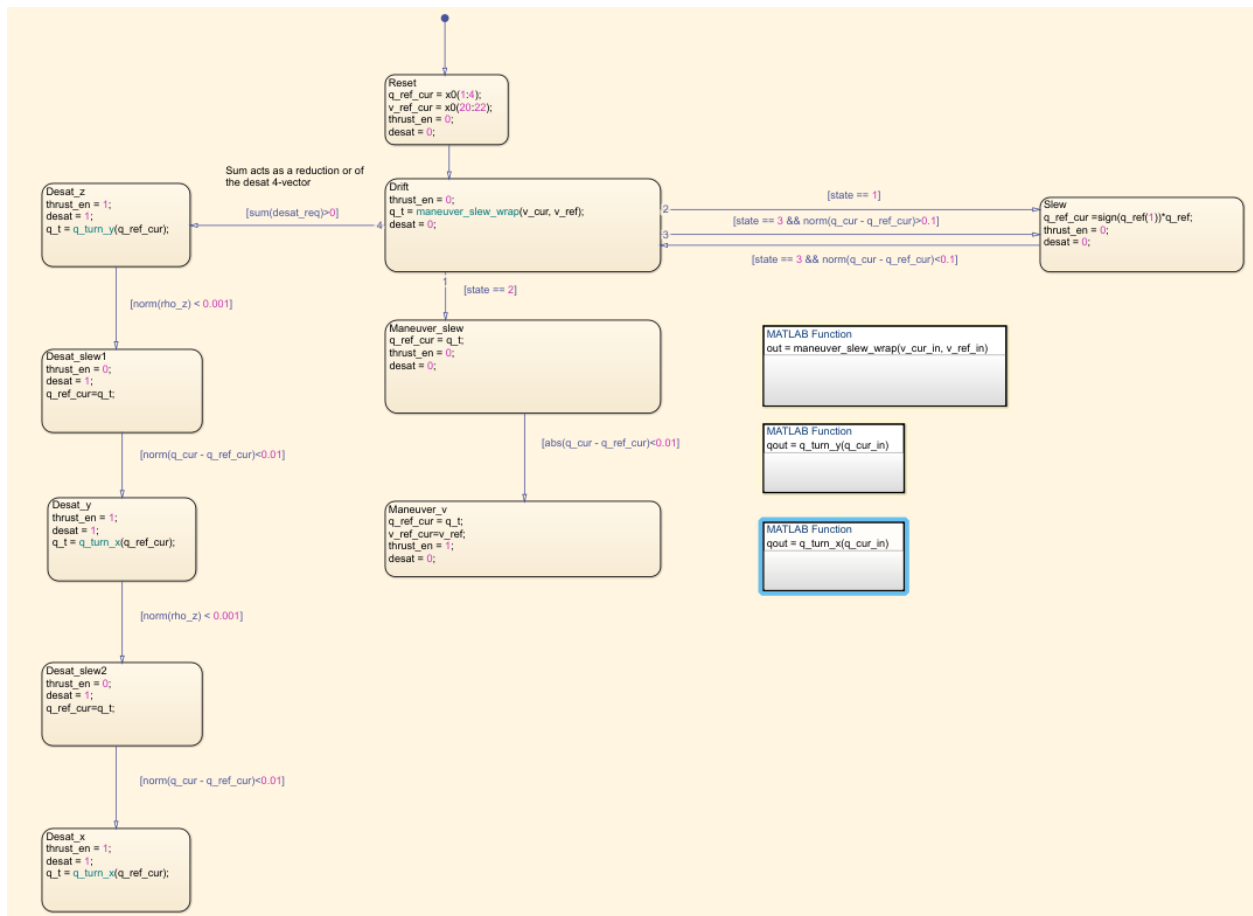 Reset
q_ref_cur = x0(1:4);
v_ref_cur = x0(20:22);
thrust_en = 0;
desat = 0;
Sum acts as a reduction or of
the desat 4-vector
Desat_z
thrust_en = 1;
desat = 1;
q_t = q_turn_y(q_ref_cur);
[sum(desat_req)>0]
4
Drift
thrust_en = 0;
q_t = maneuver_slew_wrap(v_cur, v_ref);
desat = 0;
2
[state == 1]
3
[state == 3 && norm(q_cur - q_ref_cur)>0.1]
[state == 3 && norm(q_cur - q_ref_cur)<0.1]
Slew
q_ref_cur =sign(q_ref(1))*q_ref;
thrust_en = 0;
desat = 0;
1
[state == 2]
[norm(rho_z) < 0.001]
Maneuver_slew
q_ref_cur = q_t;
thrust_en = 0;
desat = 0;
MATLAB Function
out = maneuver_slew_wrap(v_cur_in, v_ref_in)
Desat_slew1
thrust_en = 0;
desat = 1;
q_ref_cur=q_t;
MATLAB Function
qout = q_turn_y(q_cur_in)
[norm(q_cur - q_ref_cur)<0.01]
[abs(q_cur - q_ref_cur)<0.01]
Desat_y
thrust_en = 1;
desat = 1;
q_t = q_turn_x(q_ref_cur);
Maneuver_v
q_ref_cur = q_t;
v_ref_cur=v_ref;
thrust_en = 1;
desat = 0;
MATLAB Function
qout = q_turn_x(q_cur_in)
[norm(rho_z) < 0.001]
Desat_slew2
thrust_en = 0;
desat = 1;
q_ref_cur=q_t;
[norm(q_cur - q_ref_cur)<0.01]
Desat_x
thrust_en = 1;
desat = 1;
q_t = q_turn_x(q_ref_cur);